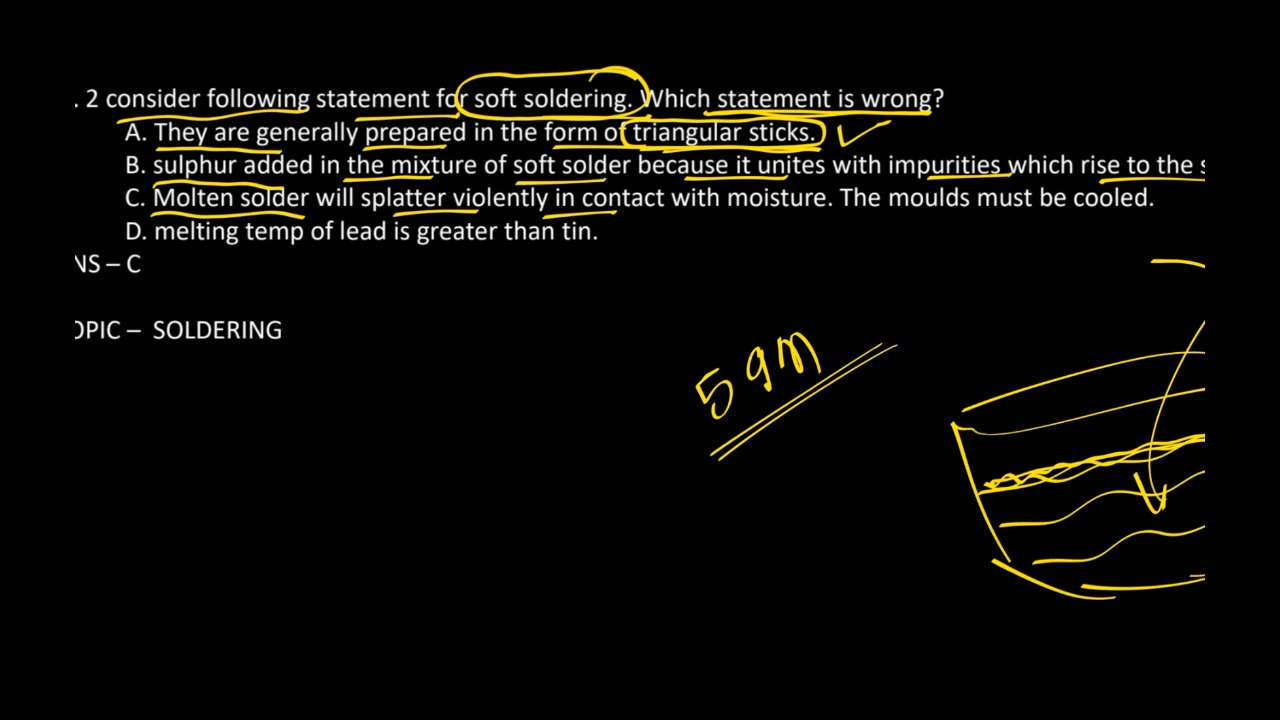 . 2 consider following statement for soft soldering. Which statement is wrong?
A. They are generally prepared in the form of triangular sticks.
B. sulphur added in the mixture of soft solder because it unites with impurities which rise to the s
C. Molten solder will splatter violently in contact with moisture. The moulds must be cooled.
D. melting temp of lead is greater than tin.
NS – C
OPIC – SOLDERING